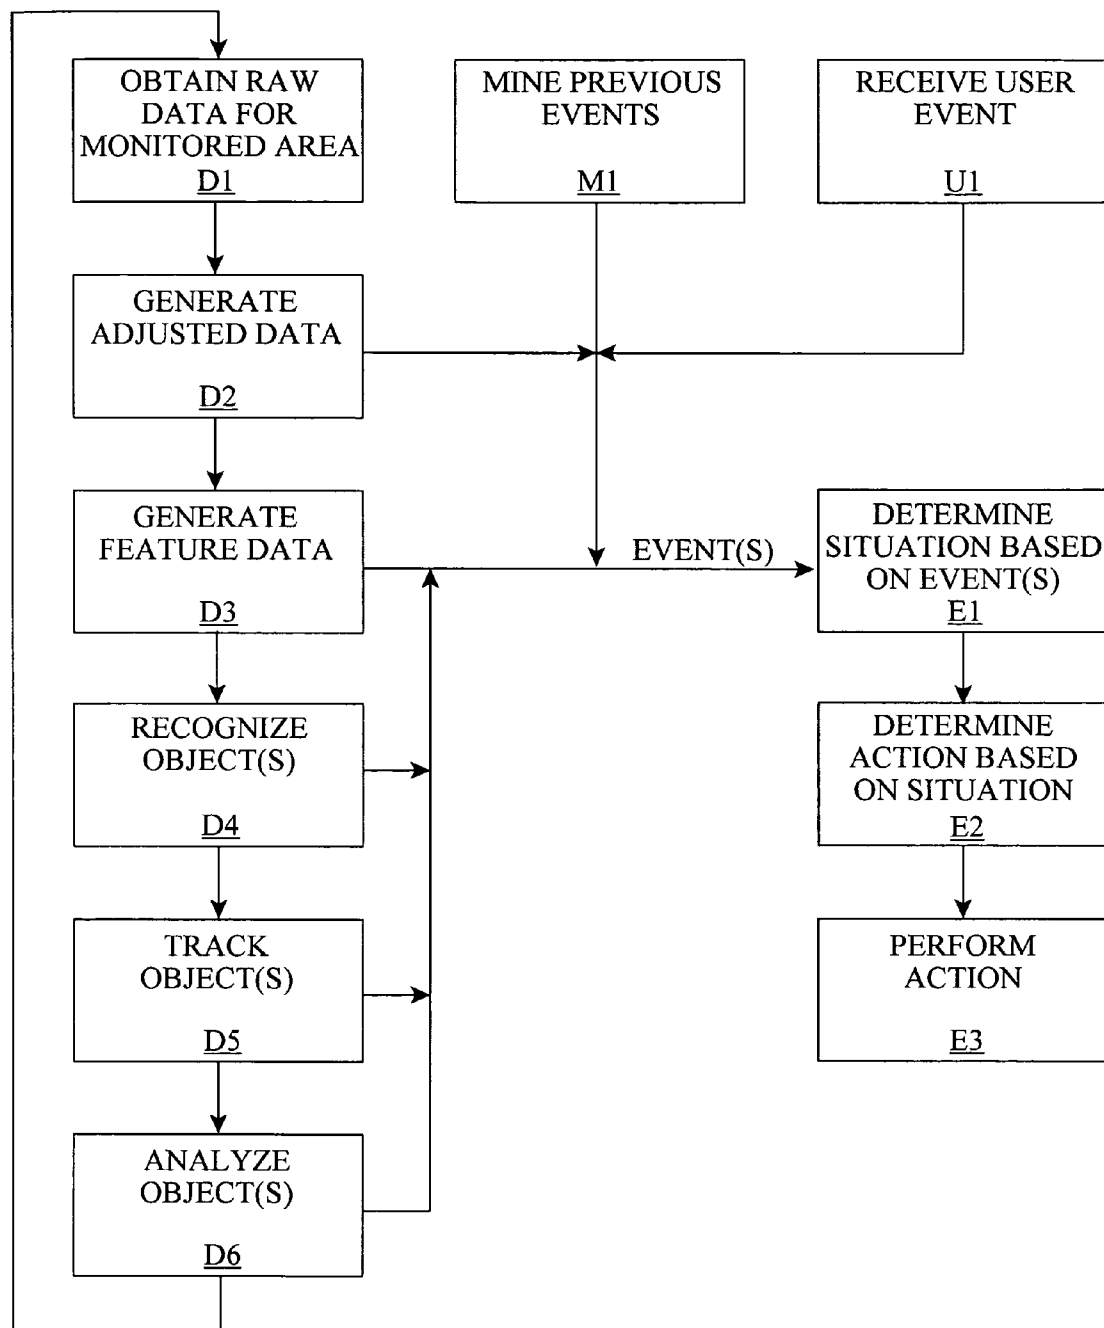 OBTAIN RAW
DATA FOR
MONITORED AREA
D1
MINE PREVIOUS
EVENTS
M1
RECEIVE USER
EVENT
U1
GENERATE
ADJUSTED DATA
D2
GENERATE
FEATURE DATA
D3
EVENT(S)
DETERMINE
SITUATION BASED
ON EVENT(S)
E1
RECOGNIZE
OBJECT(S)
D4
DETERMINE
ACTION BASED
ON SITUATION
E2
TRACK
OBJECT(S)
D5
PERFORM
ACTION
E3
ANALYZE
OBJECT(S)
D6